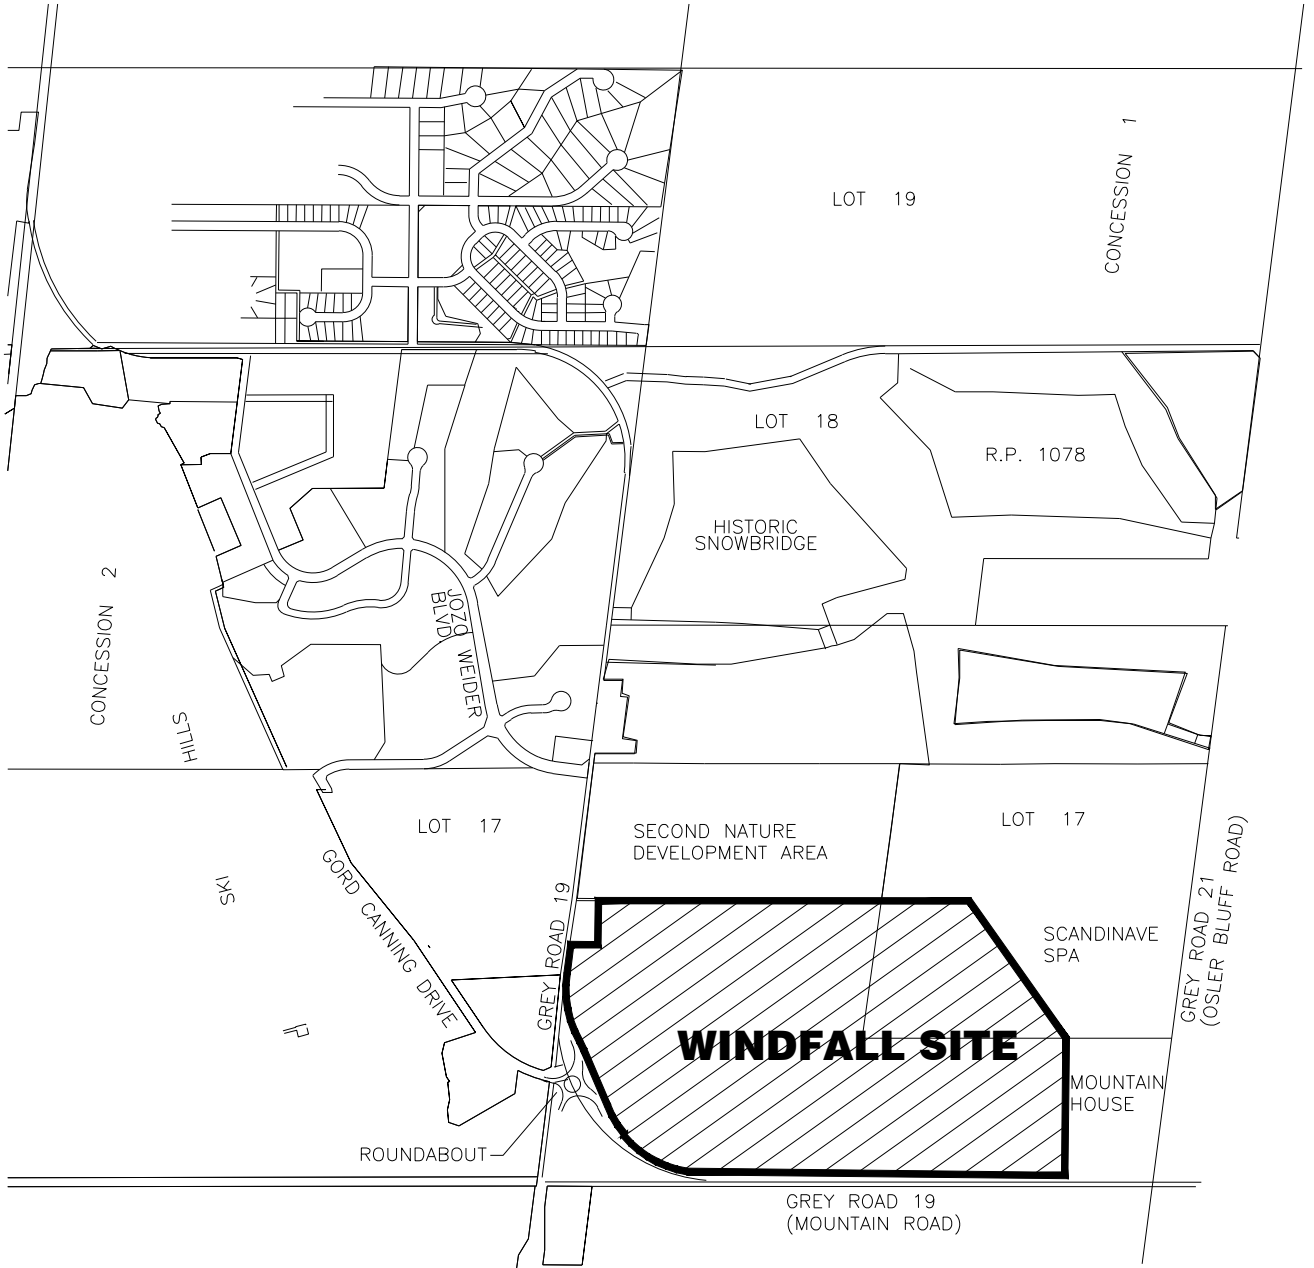 LOT 19
CONCESSION 1
LOT 18
R.P. 1078
HISTORIC
SNOWBRIDGE
CONCESSION 2
JOZO WEIDER
BLVD.
HILLS
SKI
LOT 17
GORD CANNING DRIVE
GREY ROAD 19
SECOND NATURE
DEVELOPMENT AREA
LOT 17
GREY ROAD 21
(OSLER BLUFF ROAD)
SCANDINAVE
SPA
WINDFALL SITE
MOUNTAIN
HOUSE
ROUNDABOUT
GREY ROAD 19
(MOUNTAIN ROAD)